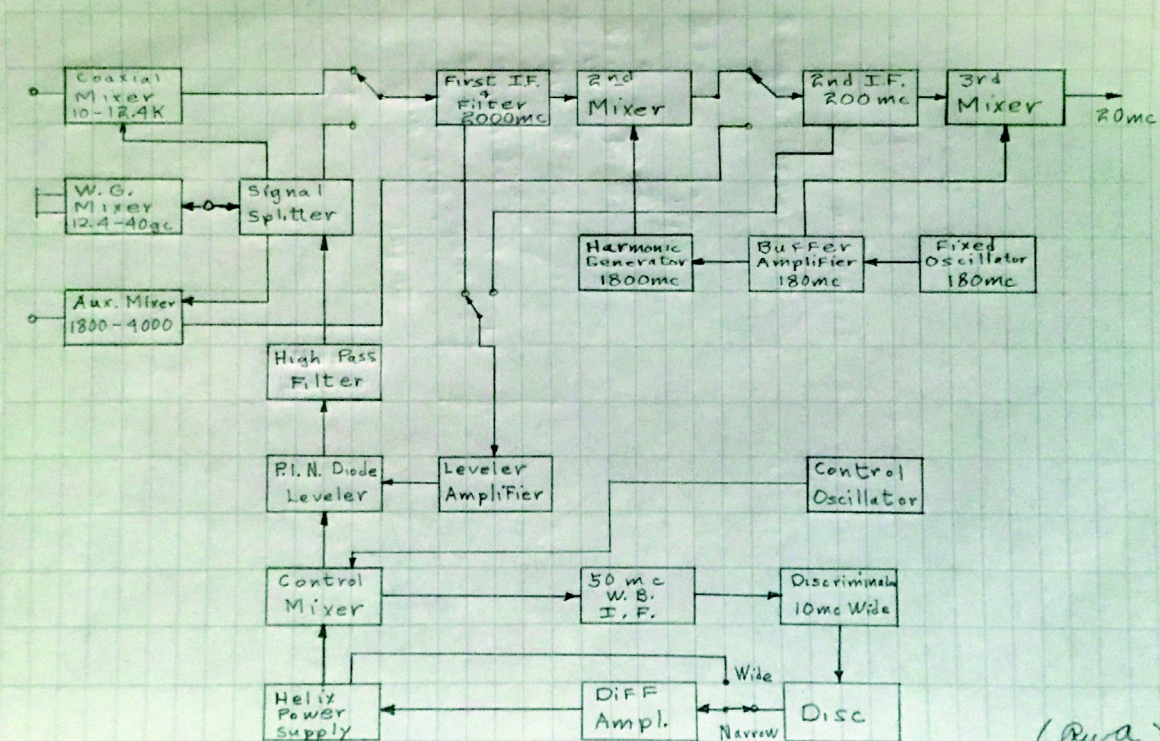 Coaxial
Mixer
10-12.4K
First I.F.
&
Filter
2000mc
2nd
Mixer
2nd I.F.
200mc
3rd
Mixer
20mc
W.G.
Mixer
12.4-40gc
Signal
Splitter
Harmonic
Generator
1800mc
Buffer
Amplifier
180mc
Fixed
Oscillator
180mc
Aux. Mixer
1800-4000
High Pass
Filter
P.I.N. Diode
Leveler
Leveler
Amplifier
Control
Oscillator
Control
Mixer
50 mc
W.B.
I.F.
Discriminator
10mc Wide
Wide
Helix
Power
Supply
Diff
Ampl.
Narrow
Disc